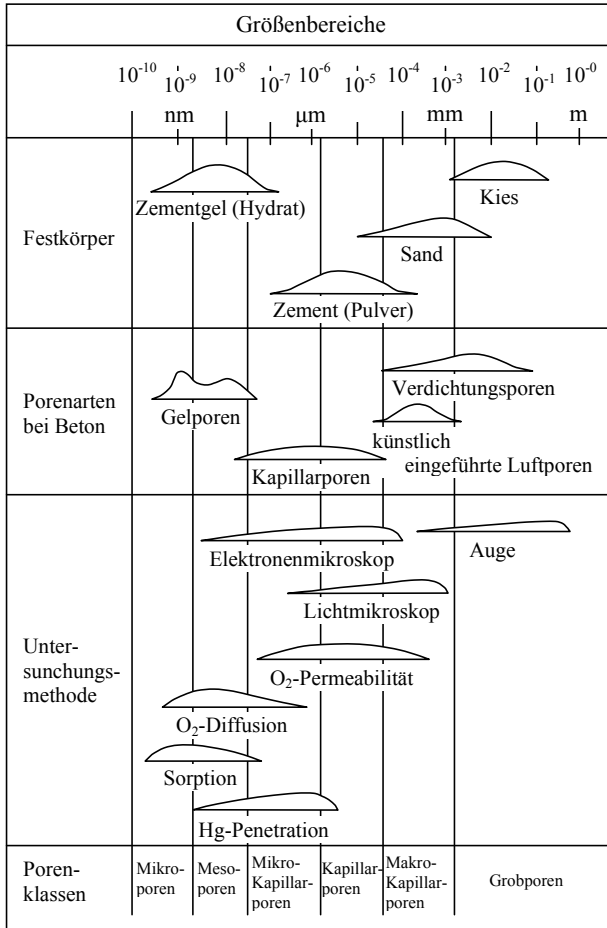 Größenbereiche
10-10 10-9 10-8 10-7 10-6 10-5 10-4 10-3 10-2 10-1 10-0
nm µm mm m
Festkörper
Zementgel (Hydrat)
Kies
Sand
Zement (Pulver)
Porenarten
bei Beton
Gelporen
Verdichtungsporen
künstlich
eingeführte Luftporen
Kapillarporen
Unter-
sunchungs-
methode
Elektronenmikroskop
Auge
Lichtmikroskop
O2-Permeabilität
O2-Diffusion
Sorption
Hg-Penetration
Poren-
klassen
Mikro-
poren
Meso-
poren
Mikro-
Kapillar-
poren
Kapillar-
poren
Makro-
Kapillar-
poren
Grobporen